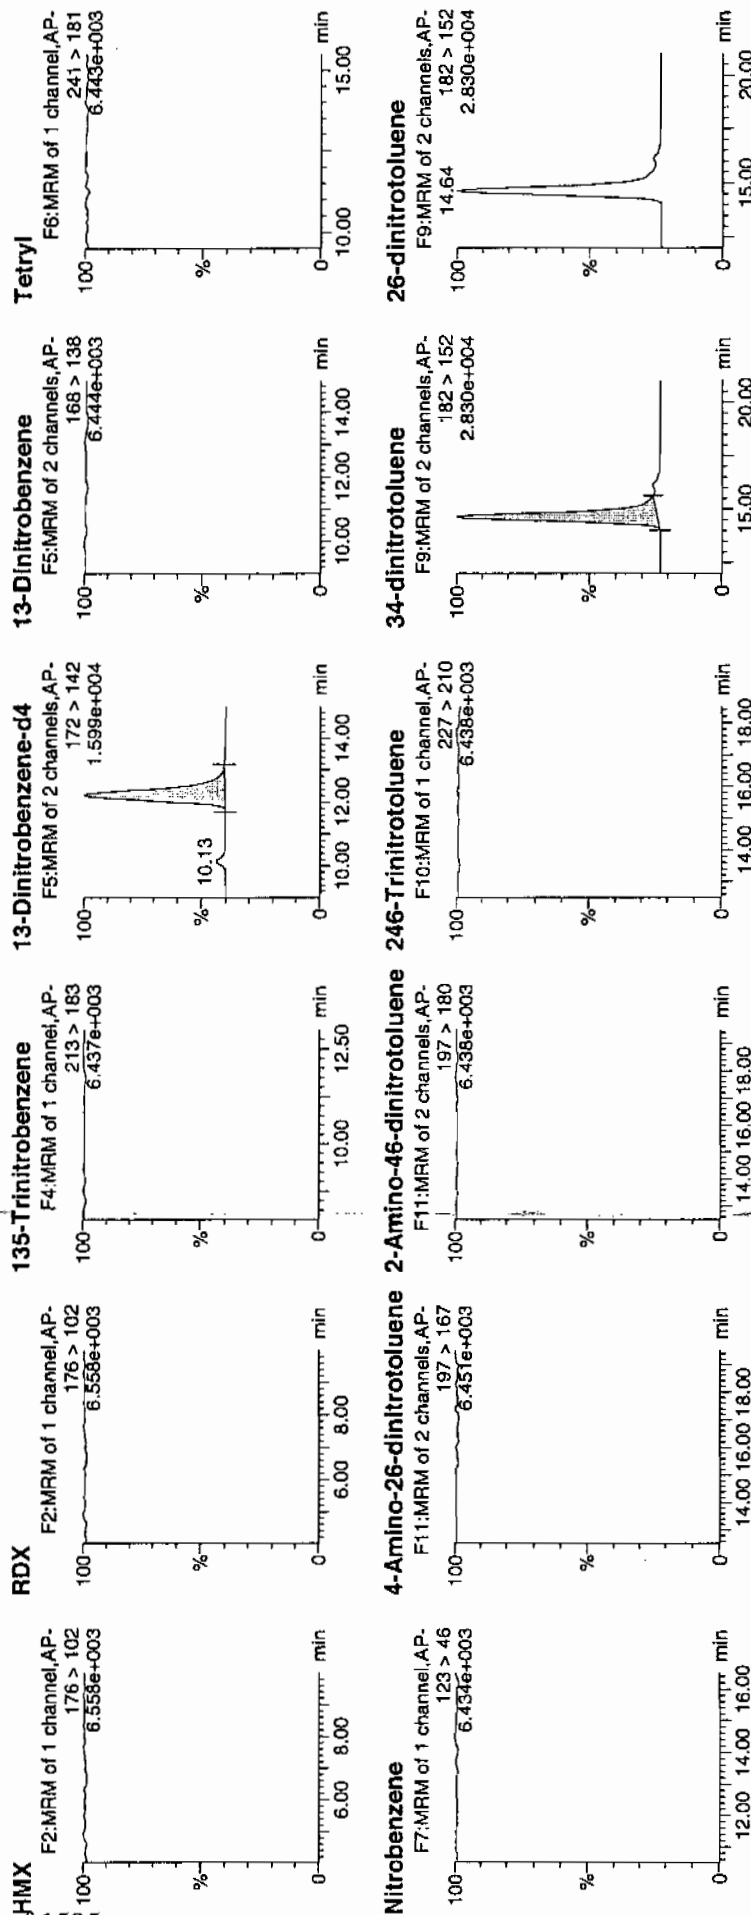 HMX
F2:MRM of 1 channel,AP-
176 > 102
6.558e+003
100
%
0
6.00 8.00 min
RDX
F2:MRM of 1 channel,AP-
176 > 102
6.558e+003
100
%
0
6.00 8.00 min
135-Trinitrobenzene
F4:MRM of 1 channel,AP-
213 > 183
6.437e+003
100
%
0
10.00 12.50 min
13-Dinitrobenzene-d4
F5:MRM of 2 channels,AP-
172 > 142
1.599e+004
100
10.13
%
0
10.00 12.00 14.00 min
13-Dinitrobenzene
F5:MRM of 2 channels,AP-
168 > 138
6.444e+003
100
%
0
10.00 12.00 14.00 min
Tetryl
F6:MRM of 1 channel,AP-
241 > 181
6.443e+003
100
%
0
10.00 15.00 min
Nitrobenzene
F7:MRM of 1 channel,AP-
123 > 46
6.434e+003
100
%
0
12.00 14.00 16.00 min
4-Amino-26-dinitrotoluene
F11:MRM of 2 channels,AP-
197 > 167
6.451e+003
100
%
0
14.00 16.00 18.00 min
2-Amino-46-dinitrotoluene
F11:MRM of 2 channels,AP-
197 > 180
6.438e+003
100
%
0
14.00 16.00 18.00 min
246-Trinitrotoluene
F10:MRM of 1 channel,AP-
227 > 210
6.438e+003
100
%
0
14.00 16.00 18.00 min
34-dinitrotoluene
F9:MRM of 2 channels,AP-
182 > 152
2.830e+004
100
%
0
15.00 20.00 min
26-dinitrotoluene
F9:MRM of 2 channels,AP-
182 > 152
2.830e+004
14.64
100
%
0
15.00 20.00 min